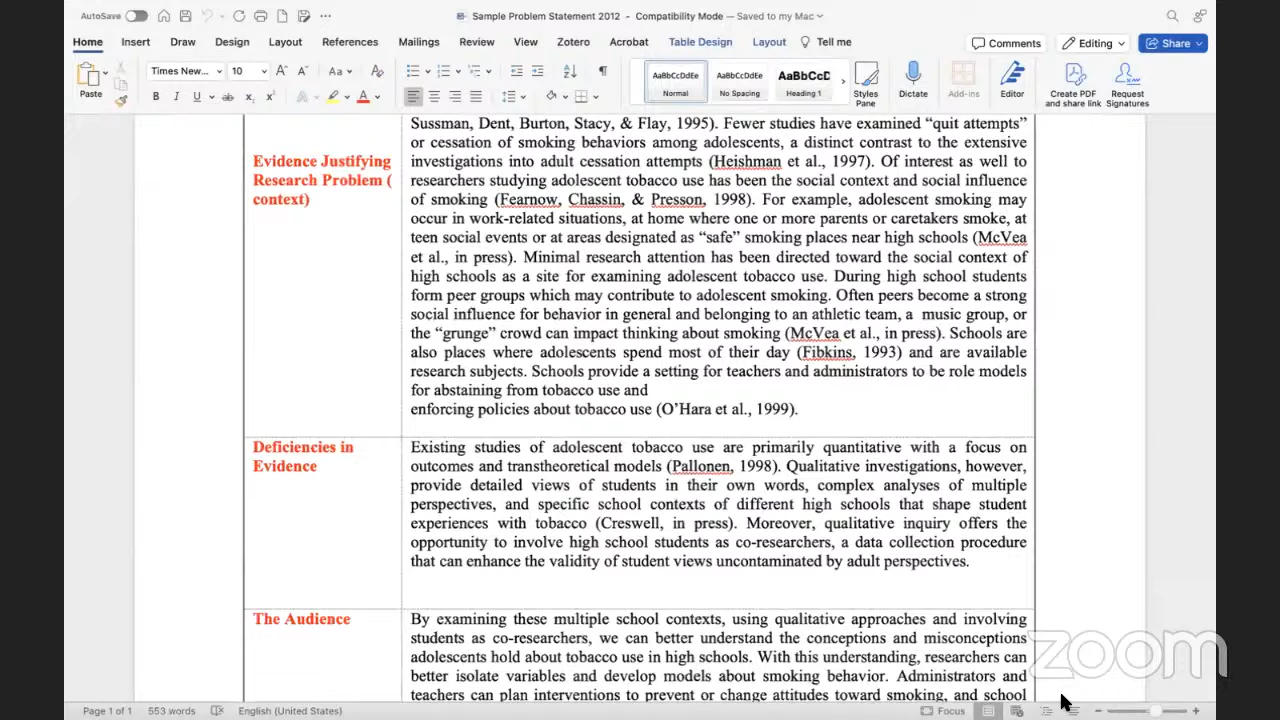 AutoSave
Sample Problem Statement 2012 - Compatibility Mode — Saved to my Mac
Home Insert Draw Design Layout References Mailings Review View Zotero Acrobat Table Design Layout Tell me
Comments Editing Share
Paste
Times New... 10
AaBbCcDdEe AaBbCcDdEe AaBbCcD
Normal No Spacing Heading 1
Styles Pane
Dictate
Add-ins
Editor
Create PDF and share link
Request Signatures
Sussman, Dent, Burton, Stacy, & Flay, 1995). Fewer studies have examined “quit attempts”
or cessation of smoking behaviors among adolescents, a distinct contrast to the extensive
Evidence Justifying
Research Problem (
context)
investigations into adult cessation attempts (Heishman et al., 1997). Of interest as well to
researchers studying adolescent tobacco use has been the social context and social influence
of smoking (Fearnow, Chassin, & Presson, 1998). For example, adolescent smoking may
occur in work-related situations, at home where one or more parents or caretakers smoke, at
teen social events or at areas designated as “safe” smoking places near high schools (McVea
et al., in press). Minimal research attention has been directed toward the social context of
high schools as a site for examining adolescent tobacco use. During high school students
form peer groups which may contribute to adolescent smoking. Often peers become a strong
social influence for behavior in general and belonging to an athletic team, a music group, or
the “grunge” crowd can impact thinking about smoking (McVea et al., in press). Schools are
also places where adolescents spend most of their day (Fibkins, 1993) and are available
research subjects. Schools provide a setting for teachers and administrators to be role models
for abstaining from tobacco use and
enforcing policies about tobacco use (O’Hara et al., 1999).
Deficiencies in
Evidence
Existing studies of adolescent tobacco use are primarily quantitative with a focus on
outcomes and transtheoretical models (Pallonen, 1998). Qualitative investigations, however,
provide detailed views of students in their own words, complex analyses of multiple
perspectives, and specific school contexts of different high schools that shape student
experiences with tobacco (Creswell, in press). Moreover, qualitative inquiry offers the
opportunity to involve high school students as co-researchers, a data collection procedure
that can enhance the validity of student views uncontaminated by adult perspectives.
The Audience
By examining these multiple school contexts, using qualitative approaches and involving
students as co-researchers, we can better understand the conceptions and misconceptions
adolescents hold about tobacco use in high schools. With this understanding, researchers can
better isolate variables and develop models about smoking behavior. Administrators and
teachers can plan interventions to prevent or change attitudes toward smoking, and school
zoom
Page 1 of 1 553 words English (United States) Focus